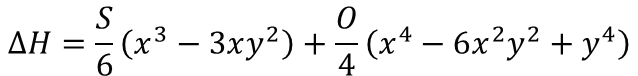 ΔH = S/6 (x³ − 3xy²) + O/4 (x⁴ − 6x²y² + y⁴)